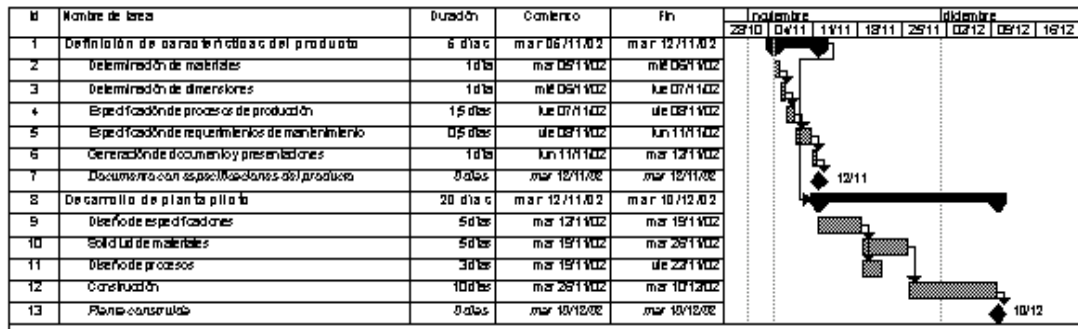 Id Nombre de tarea Duración Comienzo Fin noviembre diciembre
28/10 04/11 11/11 18/11 25/11 02/12 09/12 16/12
1 Definición de características del producto 6 días mar 05/11/02 mar 12/11/02
2 Determinación de materiales 1 día mar 05/11/02 mié 06/11/02
3 Determinación de dimensiones 1 día mié 06/11/02 jue 07/11/02
4 Especificación de procesos de producción 1,5 días jue 07/11/02 vie 08/11/02
5 Especificación de requerimientos de mantenimiento 0,5 días vie 08/11/02 lun 11/11/02
6 Generación de documento y presentaciones 1 día lun 11/11/02 mar 12/11/02
7 Documento con especificaciones del producto 0 días mar 12/11/02 mar 12/11/02 12/11
8 Desarrollo de planta piloto 20 días mar 12/11/02 mar 10/12/02
9 Diseño de especificaciones 5 días mar 12/11/02 mar 19/11/02
10 Solicitud de materiales 5 días mar 19/11/02 mar 26/11/02
11 Diseño de procesos 3 días mar 19/11/02 vie 22/11/02
12 Construcción 10 días mar 26/11/02 mar 10/12/02
13 Planta construida 0 días mar 10/12/02 mar 10/12/02 10/12